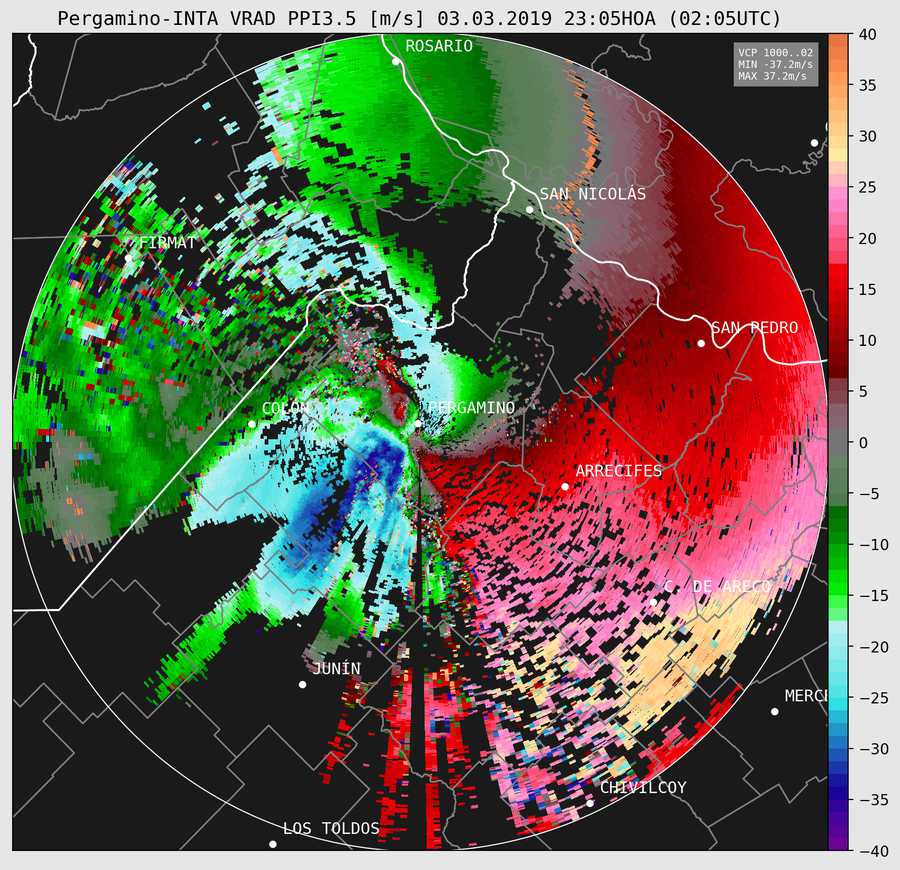 Pergamino-INTA VRAD PPI3.5 [m/s] 03.03.2019 23:05HOA (02:05UTC)
VCP 1000..02
MIN -37.2m/s
MAX 37.2m/s
ROSARIO
SAN NICOLÁS
FIRMAT
SAN PEDRO
COLÓN
PERGAMINO
ARRECIFES
C. DE ARECO
JUNÍN
MERCE
CHIVILCOY
LOS TOLDOS
40
35
30
25
20
15
10
5
0
−5
−10
−15
−20
−25
−30
−35
−40